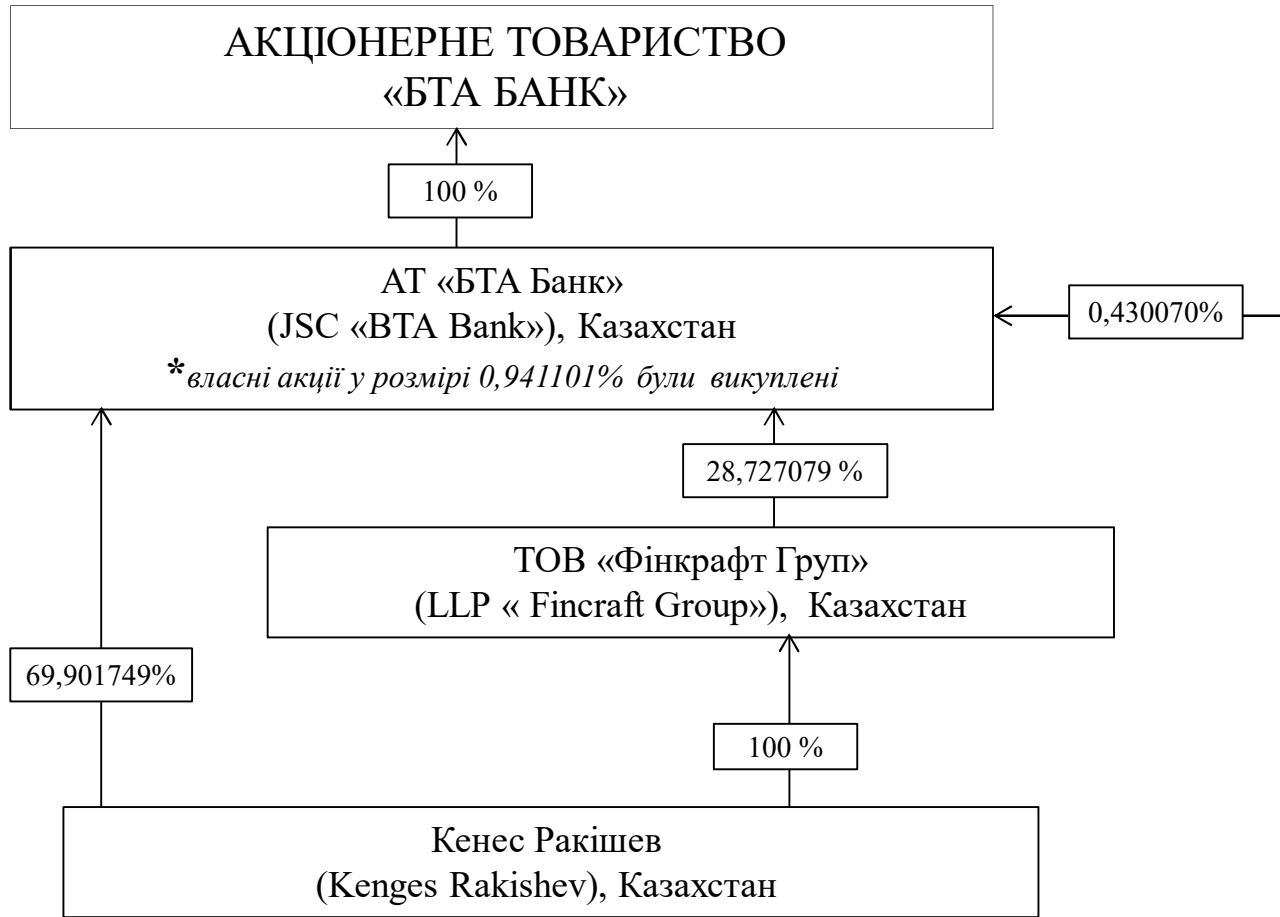 АКЦІОНЕРНЕ ТОВАРИСТВО
«БТА БАНК»
100 %
АТ «БТА Банк»
(JSC «BTA Bank»), Казахстан
*власні акції у розмірі 0,941101% були викуплені
0,430070%
28,727079 %
ТОВ «Фінкрафт Груп»
(LLP « Fincraft Group»), Казахстан
69,901749%
100 %
Кенес Ракішев
(Kenges Rakishev), Казахстан